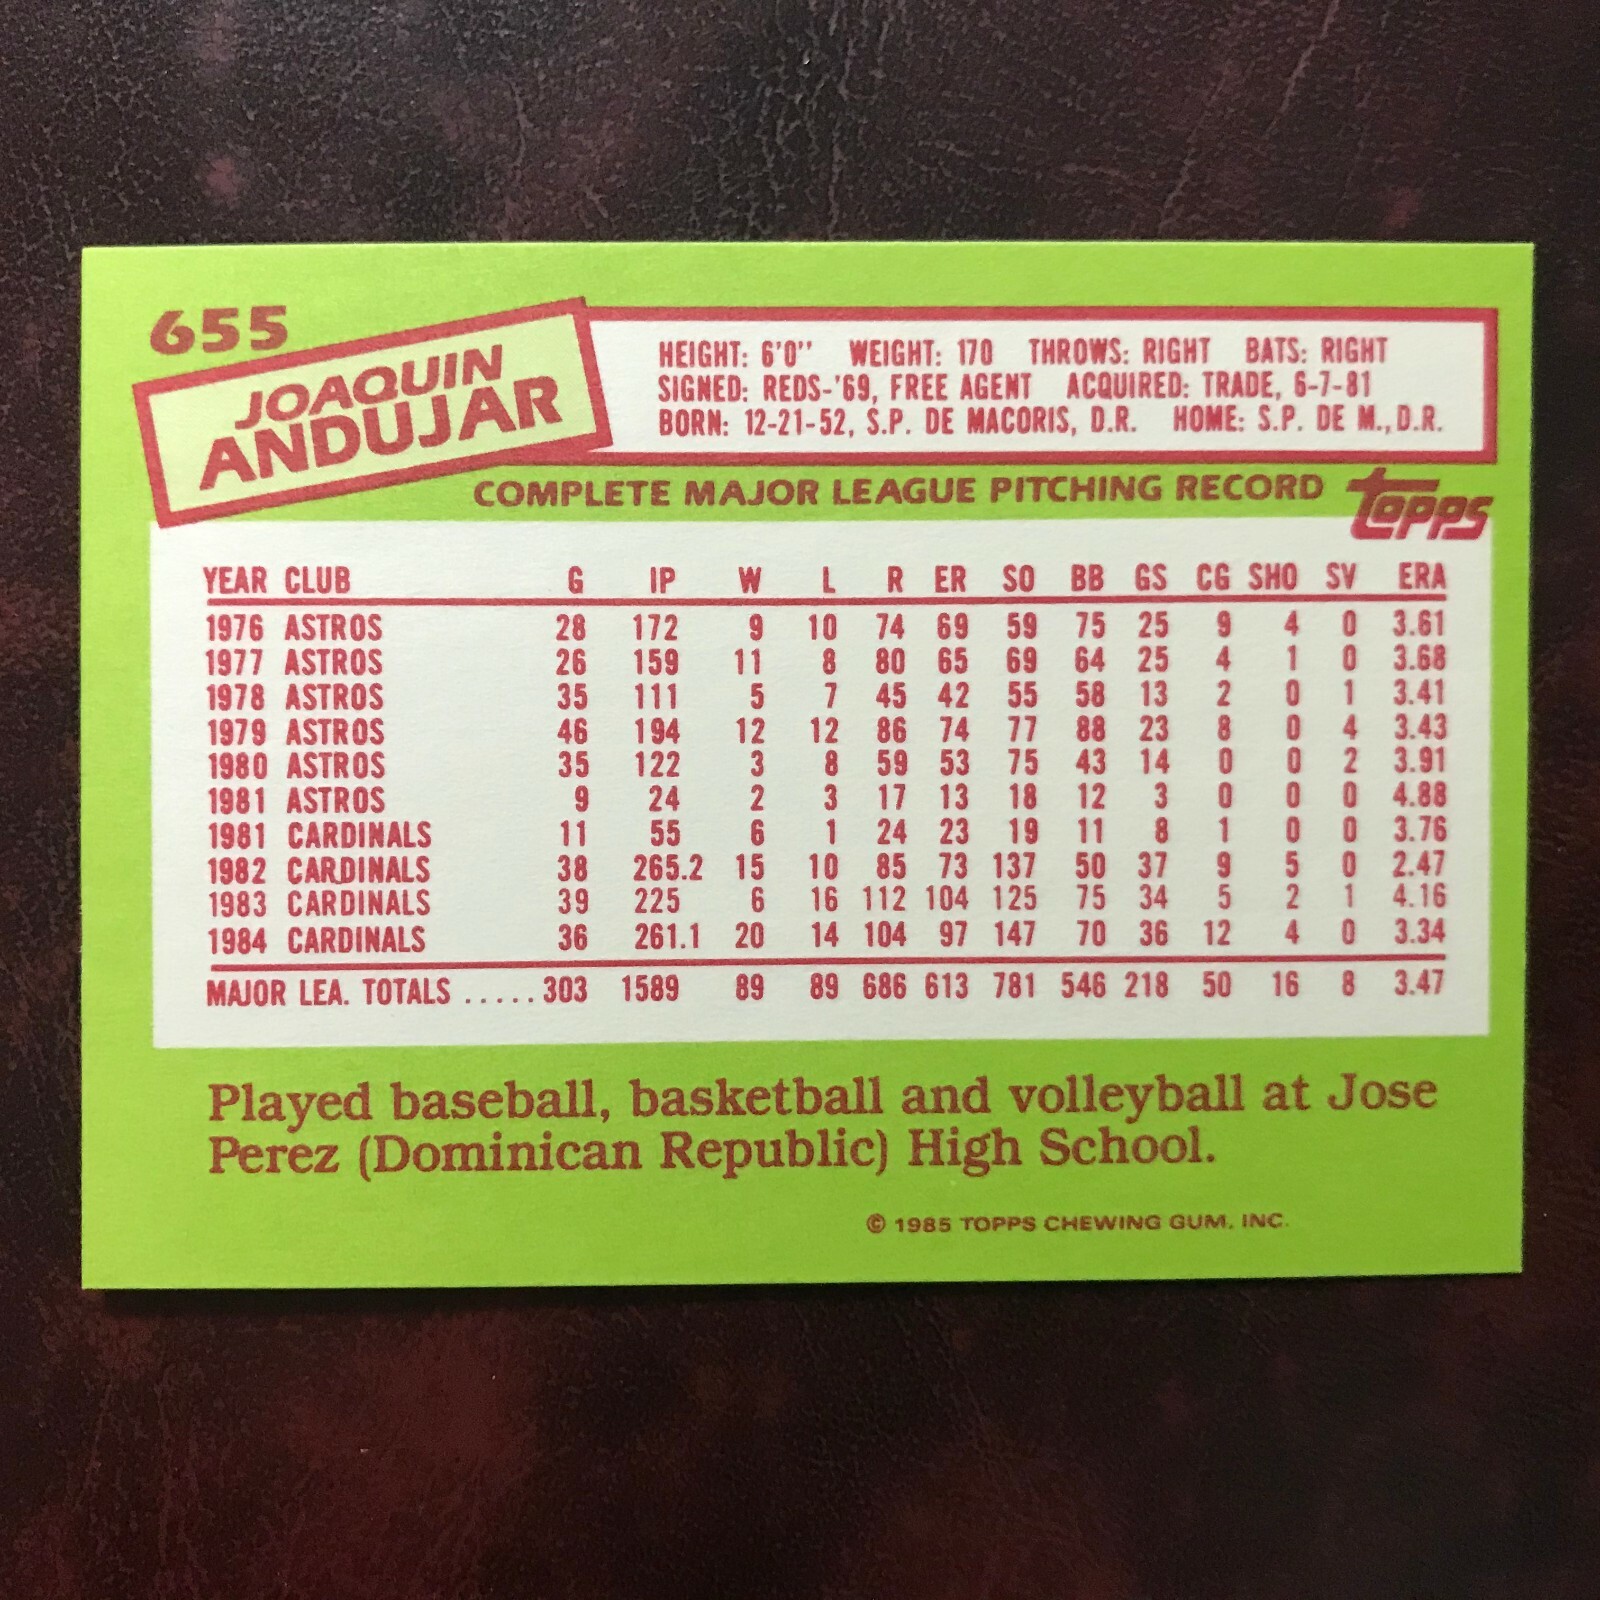 655
JOAQUIN
ANDUJAR
HEIGHT: 6'0" WEIGHT: 170 THROWS: RIGHT BATS: RIGHT
SIGNED: REDS-'69, FREE AGENT ACQUIRED: TRADE, 6-7-81
BORN: 12-21-52, S.P. DE MACORIS, D.R. HOME: S.P. DE M., D.R.
COMPLETE MAJOR LEAGUE PITCHING RECORD
Topps
YEAR CLUB G IP W L R ER SO BB GS CG SHO SV ERA
1976 ASTROS 28 172 9 10 74 69 59 75 25 9 4 0 3.61
1977 ASTROS 26 159 11 8 80 65 69 64 25 4 1 0 3.68
1978 ASTROS 35 111 5 7 45 42 55 58 13 2 0 1 3.41
1979 ASTROS 46 194 12 12 86 74 77 88 23 8 0 4 3.43
1980 ASTROS 35 122 3 8 59 53 75 43 14 0 0 2 3.91
1981 ASTROS 9 24 2 3 17 13 18 12 3 0 0 0 4.88
1981 CARDINALS 11 55 6 1 24 23 19 11 8 1 0 0 3.76
1982 CARDINALS 38 265.2 15 10 85 73 137 50 37 9 5 0 2.47
1983 CARDINALS 39 225 6 16 112 104 125 75 34 5 2 1 4.16
1984 CARDINALS 36 261.1 20 14 104 97 147 70 36 12 4 0 3.34
MAJOR LEA. TOTALS .....303 1589 89 89 686 613 781 546 218 50 16 8 3.47
Played baseball, basketball and volleyball at Jose
Perez (Dominican Republic) High School.
© 1985 TOPPS CHEWING GUM, INC.